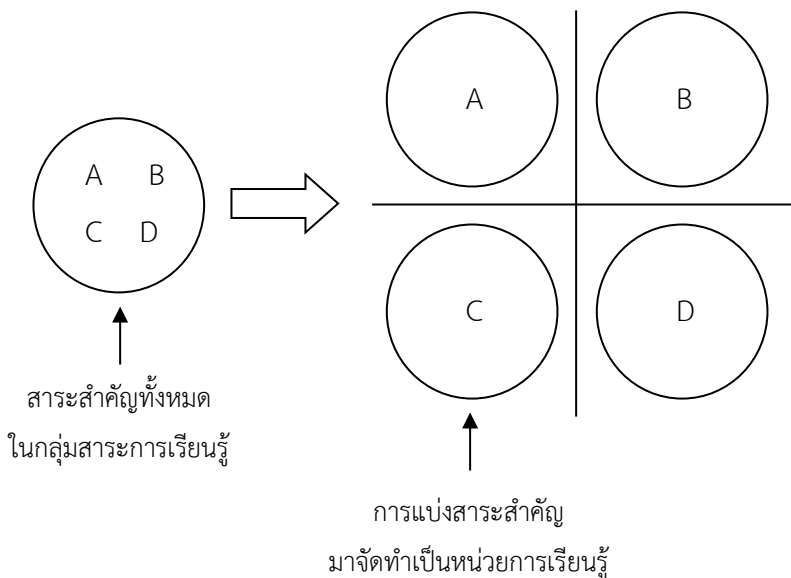 A B
A B
C D
C D
สาระสำคัญทั้งหมด
ในกลุ่มสาระการเรียนรู้
การแบ่งสาระสำคัญ
มาจัดทำเป็นหน่วยการเรียนรู้